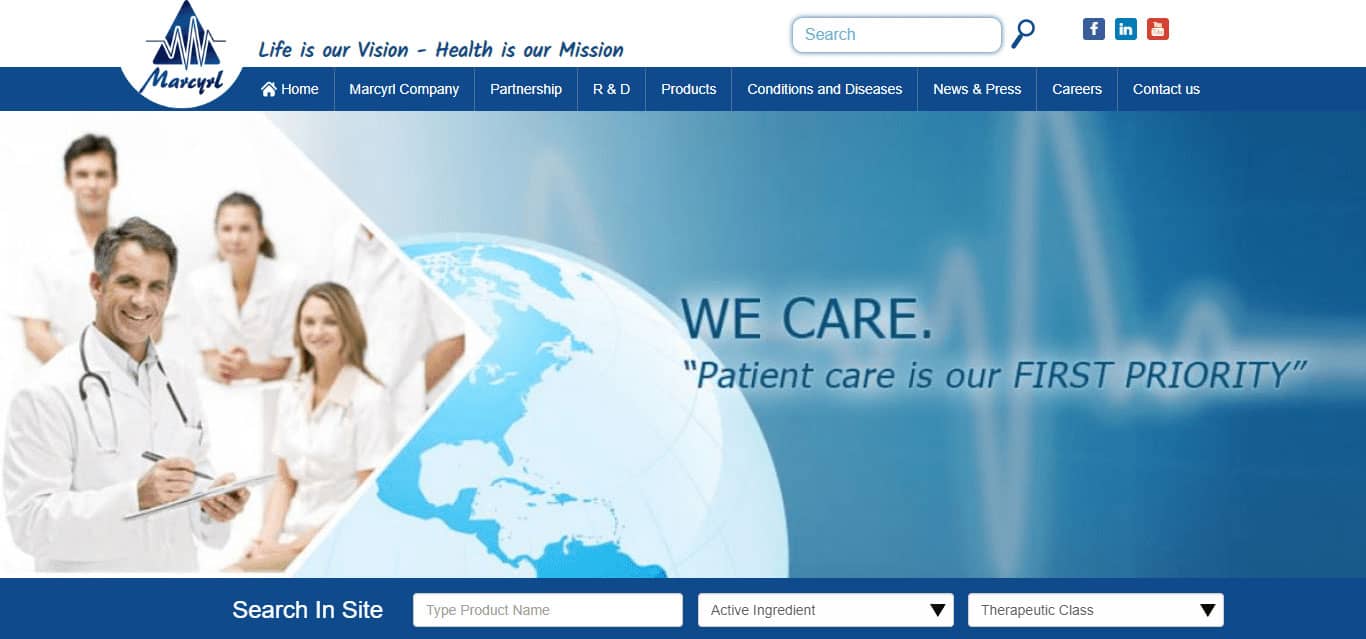 Life is our Vision - Health is our Mission
Search
f
in
You
Tube
Marcyrl
Home
Marcyrl Company
Partnership
R & D
Products
Conditions and Diseases
News & Press
Careers
Contact us
WE CARE.
“Patient care is our FIRST PRIORITY”
Search In Site
Type Product Name
Active Ingredient
Therapeutic Class